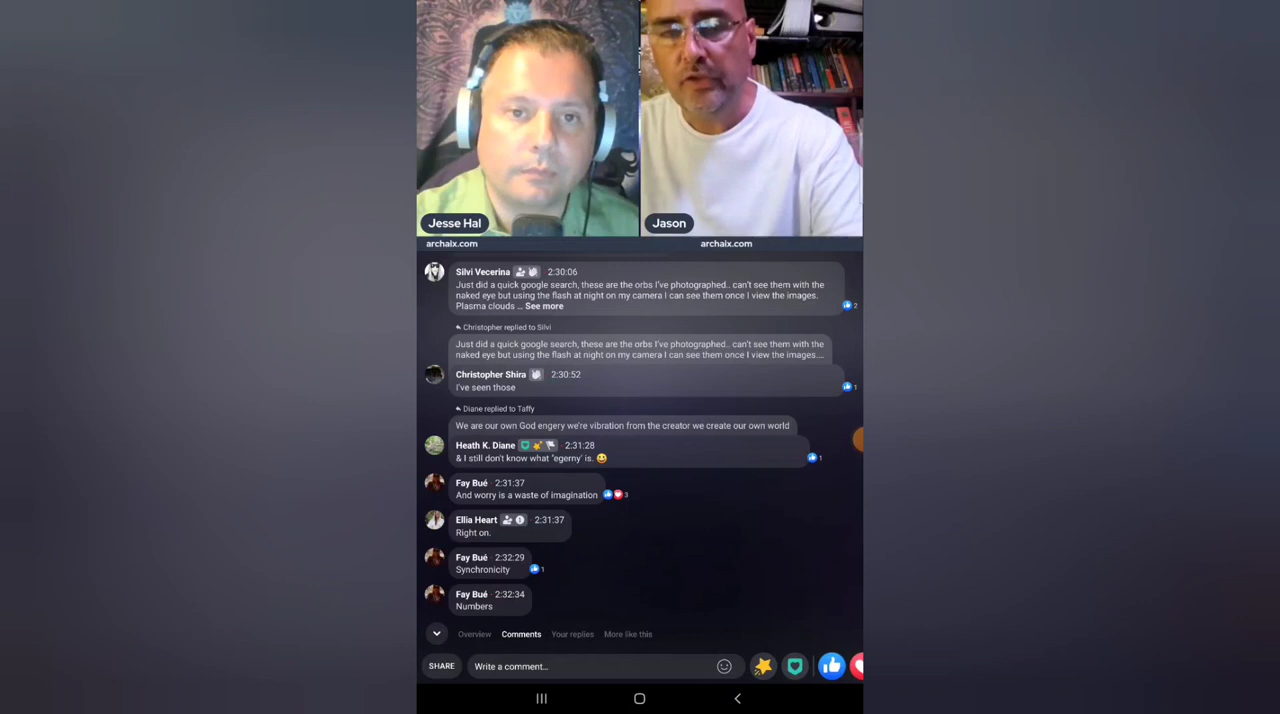 Jesse Hal
Jason
archaix.com
archaix.com
Silvi Vecerina 2:30:06
Just did a quick google search, these are the orbs I've photographed.. can't see them with the
naked eye but using the flash at night on my camera I can see them once I view the images.
Plasma clouds ... See more
2
Christopher replied to Silvi
Just did a quick google search, these are the orbs I've photographed.. can't see them with the
naked eye but using the flash at night on my camera I can see them once I view the images....
Christopher Shira 2:30:52
I've seen those
1
Diane replied to Taffy
We are our own God engery we're vibration from the creator we create our own world
Heath K. Diane 2:31:28
& I still don't know what 'egerny' is. 😆
1
Fay Bué · 2:31:37
And worry is a waste of imagination
3
Ellia Heart 2:31:37
Right on.
Fay Bué · 2:32:29
Synchronicity
1
Fay Bué · 2:32:34
Numbers
Overview Comments Your replies More like this
SHARE Write a comment...